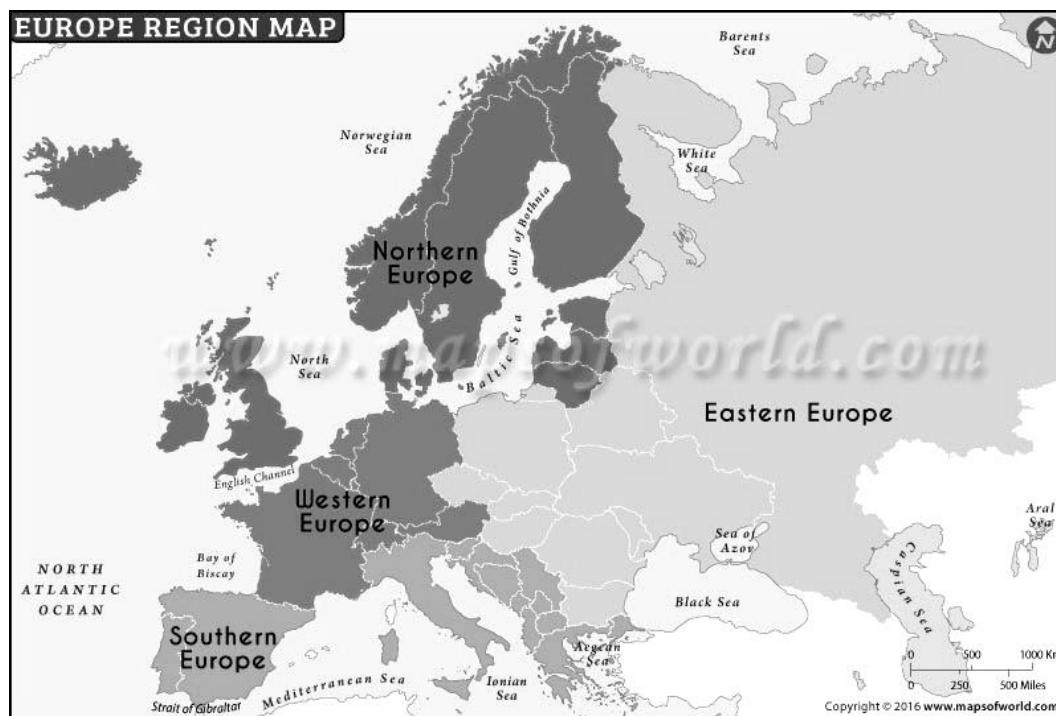 EUROPE REGION MAP
N
Barents
Sea
Norwegian
Sea
White
Sea
Gulf of Bothnia
Northern
Europe
www.mapsofworld.com
North
Sea
Baltic Sea
Eastern Europe
English Channel
Western
Europe
Aral
Sea
Sea of
Azov
Bay of
Biscay
NORTH
ATLANTIC
OCEAN
Caspian Sea
Black Sea
Southern
Europe
Aegean
Sea
Mediterranean Sea
Ionian
Sea
Strait of Gibraltar
0 500 1000 Km
0 250 500 Miles
Copyright © 2016 www.mapsofworld.com